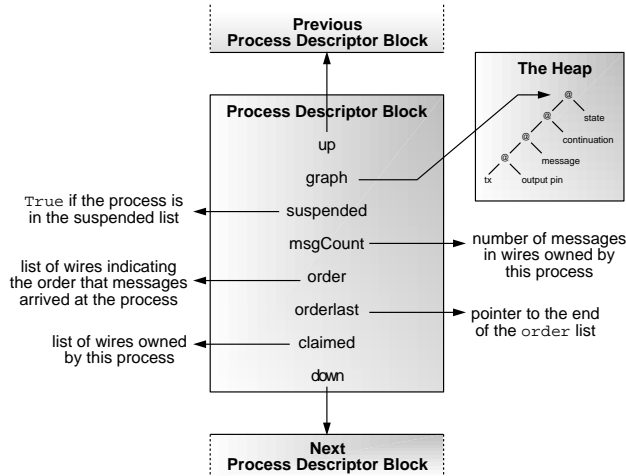 Previous
Process Descriptor Block
The Heap
@
state
@
continuation
@
message
@
tx
output pin
Process Descriptor Block
up
graph
True if the process is
in the suspended list
suspended
msgCount
number of messages
in wires owned by
this process
list of wires indicating
the order that messages
arrived at the process
order
orderlast
pointer to the end
of the order list
list of wires owned
by this process
claimed
down
Next
Process Descriptor Block